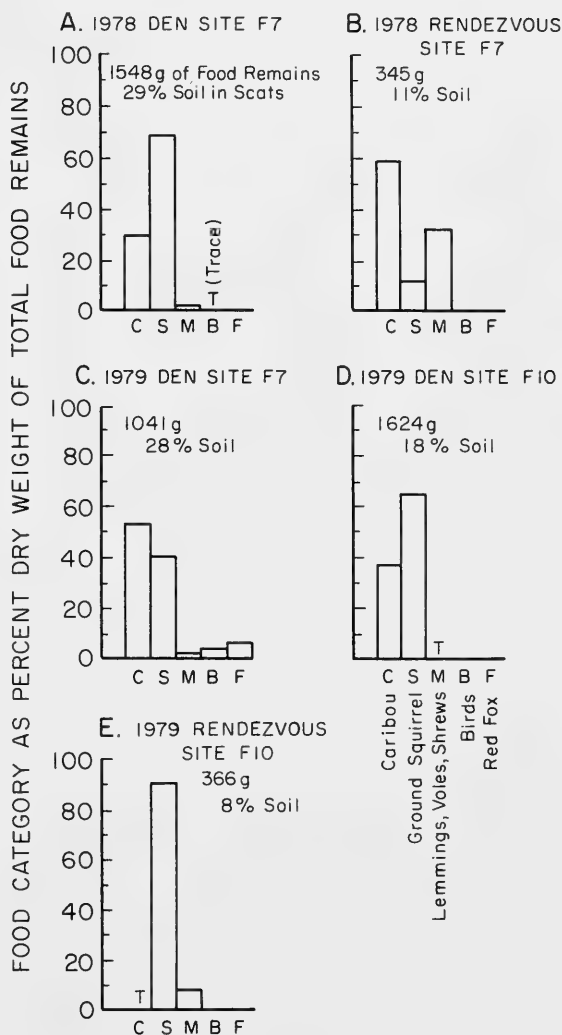 FOOD CATEGORY AS PERCENT DRY WEIGHT OF TOTAL FOOD REMAINS
A. 1978 DEN SITE F7
1548g of Food Remains
29% Soil in Scats
100
80
60
40
20
0
T (Trace)
C S M B F
B. 1978 RENDEZVOUS
SITE F7
345g
11% Soil
C S M B F
C. 1979 DEN SITE F7
1041g
28% Soil
100
80
60
40
20
0
C S M B F
D. 1979 DEN SITE F10
1624g
18% Soil
T
C S M B F
Caribou
Ground Squirrel
Lemmings, Voles, Shrews
Birds
Red Fox
E. 1979 RENDEZVOUS
SITE F10
366g
8% Soil
100
80
60
40
20
0
T
C S M B F